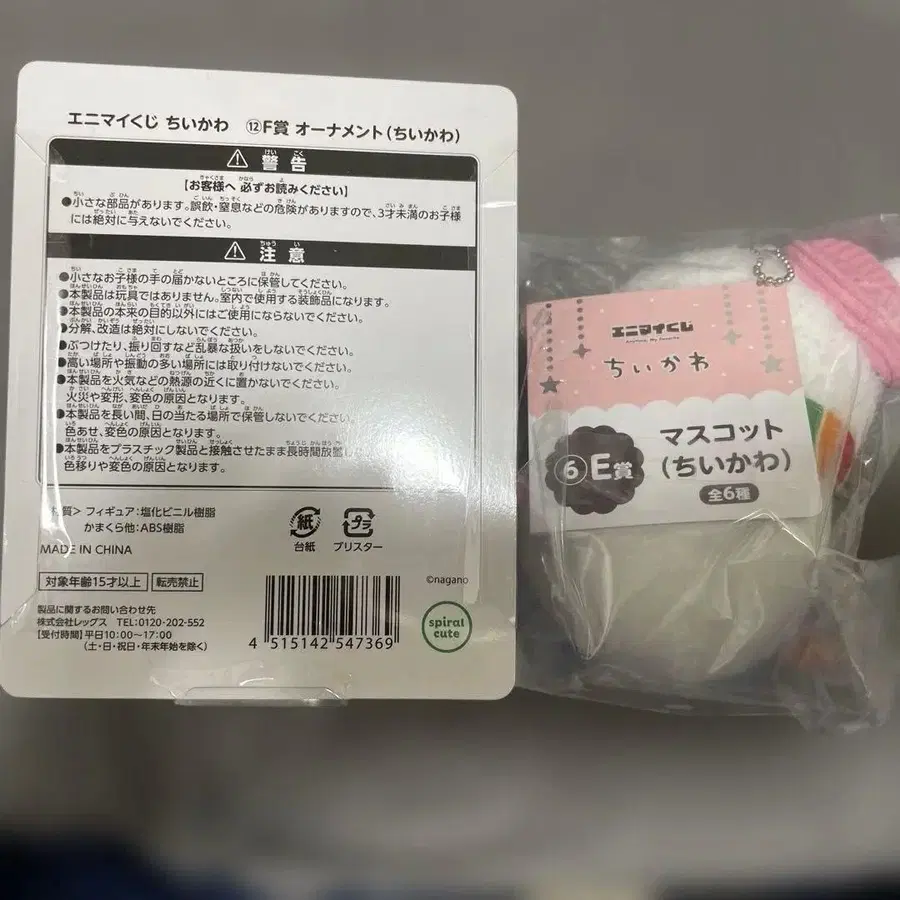 エニマイくじ ちいかわ ⑫F賞 オーナメント(ちいかわ)
警告
【お客様へ 必ずお読みください】
●小さな部品があります。誤飲・窒息などの危険がありますので、3才未満のお子様
には絶対に与えないでください。
注意
●小さなお子様の手の届かないところに保管してください。
●本製品は玩具ではありません。室内で使用する装飾品になります。
●本製品の本来の目的以外にはご使用にならないでください。
●分解、改造は絶対にしないでください。
●ぶつけたり、振り回すなど乱暴な扱いをしないでください。
●高い場所や振動の多い場所には取り付けないでください。
●本製品を火気などの熱源の近くに置かないでください。
火災や変形、変色の原因となります。
●本製品を長い間、日の当たる場所で保管しないでください。
色あせ、変色の原因となります。
●本製品をプラスチック製品と接触させたまま長時間放置し
色移りや変色の原因となります。
質> フィギュア:塩化ビニル樹脂
かまくら他:ABS樹脂
紙 プラ
台紙 ブリスター
MADE IN CHINA
対象年齢15才以上 転売禁止
©nagano
製品に関するお問い合わせ先
株式会社レッグス TEL:0120-202-552
【受付時間】平日10:00〜17:00
(土・日・祝日・年末年始を除く)
4 515142 547369
spiral
cute
エニマイくじ
ちいかわ
⑥E賞
マスコット
(ちいかわ)
全6種